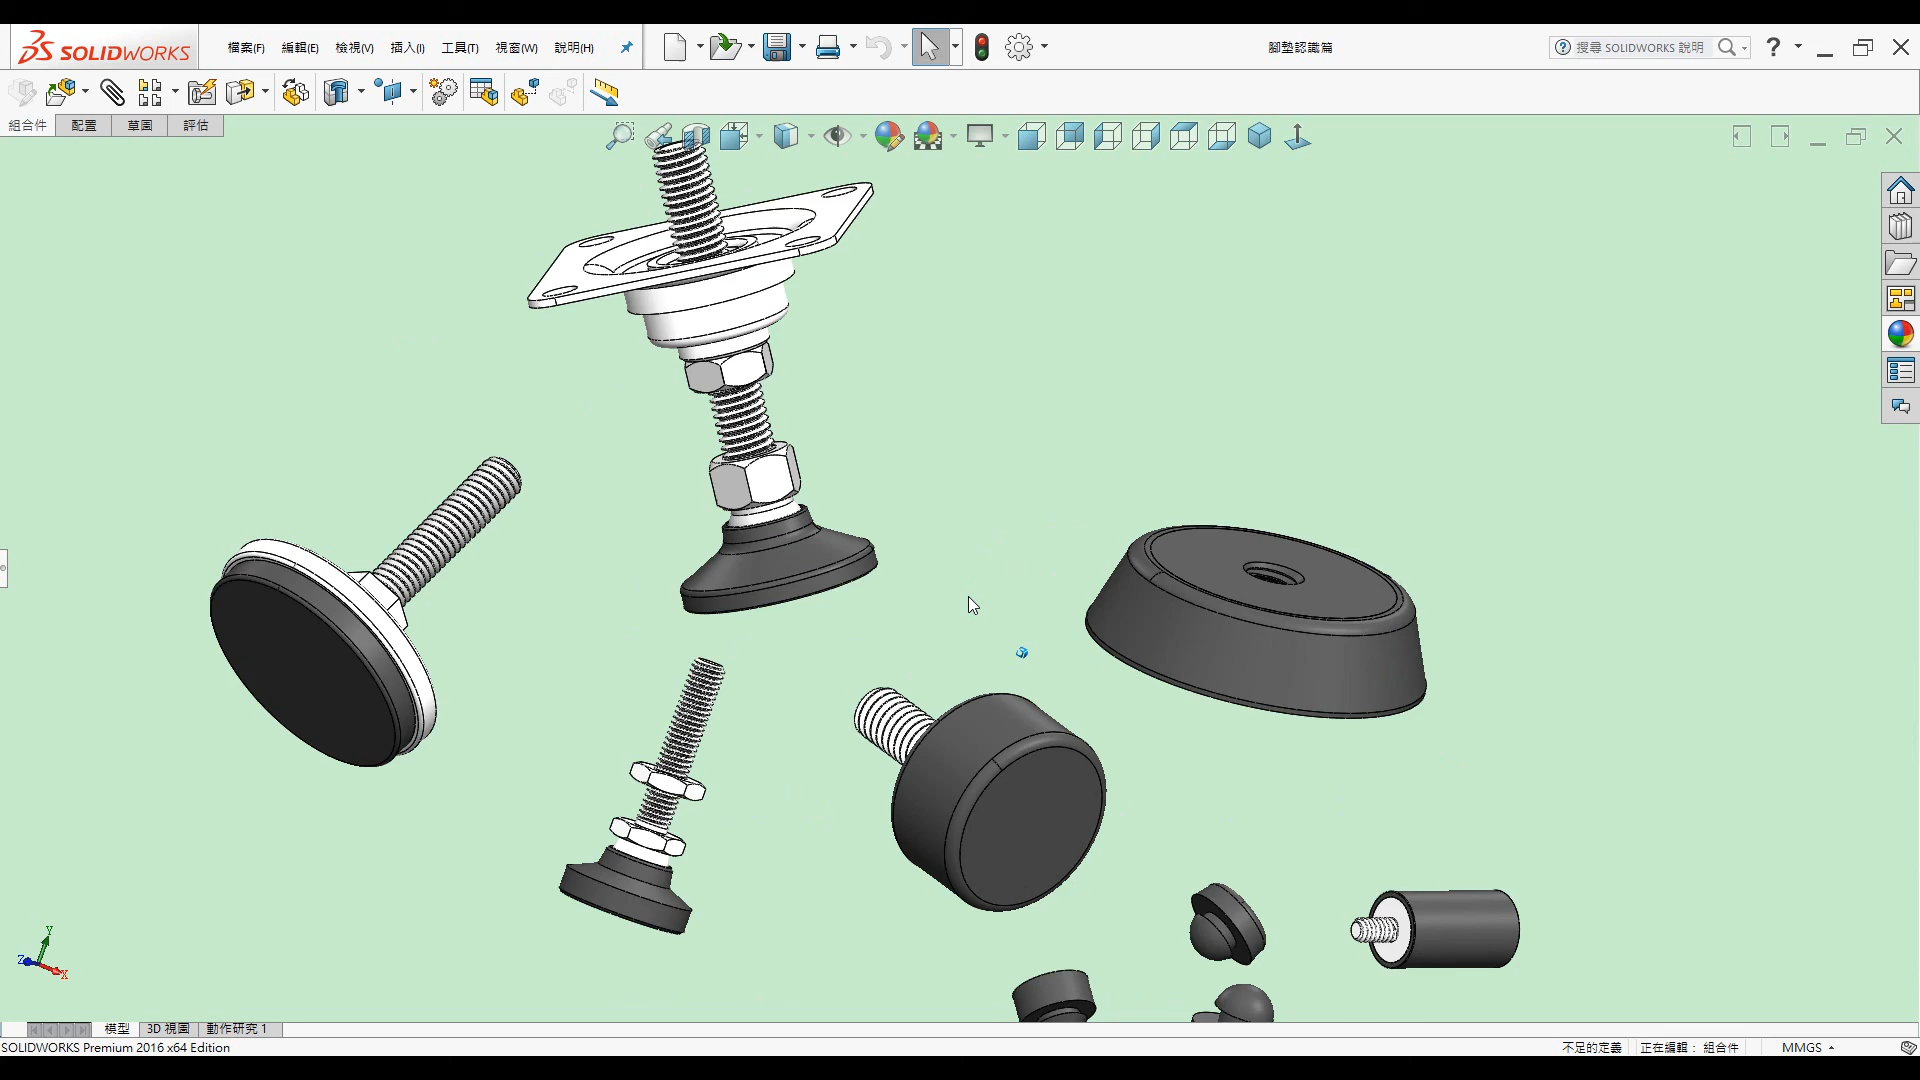 SOLIDWORKS
檔案(F) 編輯(E) 檢視(V) 插入(I) 工具(T) 視窗(W) 說明(H)
腳墊認識篇
搜尋 SOLIDWORKS 說明
組合件 配置 草圖 評估
Y
Z
X
模型 3D 視圖 動作研究 1
SOLIDWORKS Premium 2016 x64 Edition
不足的定義 正在編輯： 組合件 MMGS